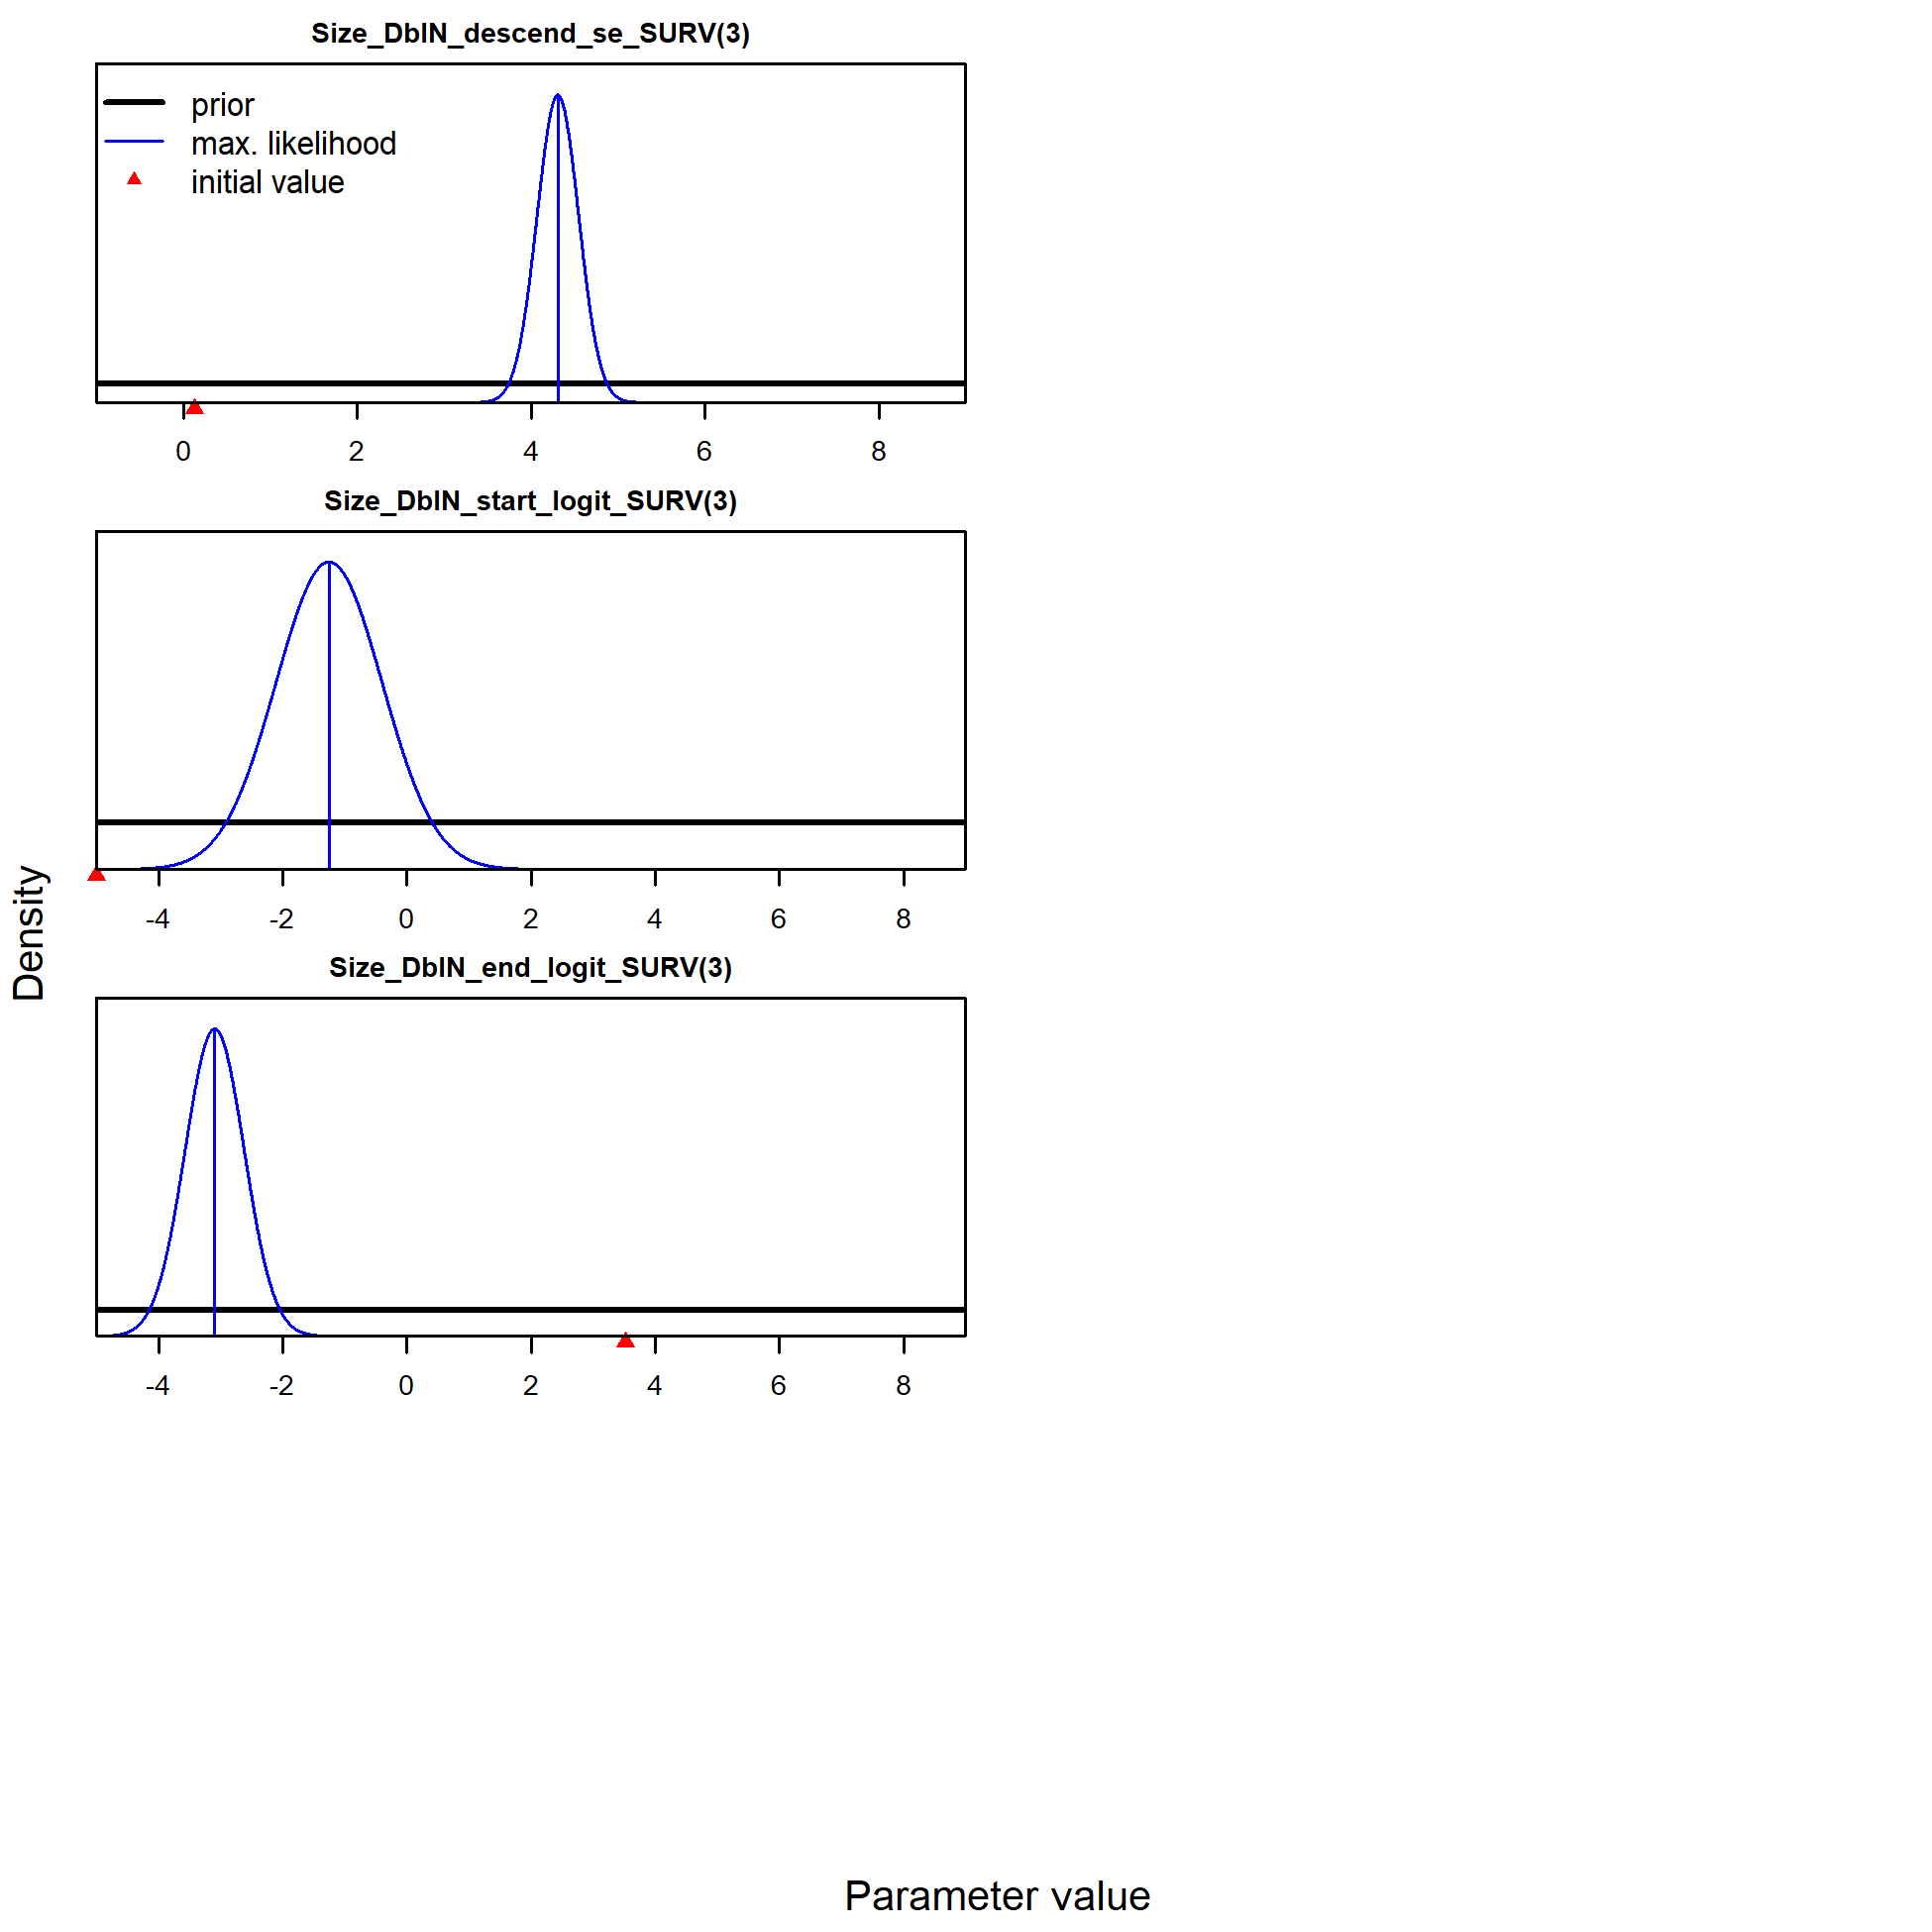 Size_DblN_descend_se_SURV(3)
prior
max. likelihood
initial value
0 2 4 6 8
Size_DblN_start_logit_SURV(3)
-4 -2 0 2 4 6 8
Density
Size_DblN_end_logit_SURV(3)
-4 -2 0 2 4 6 8
Parameter value